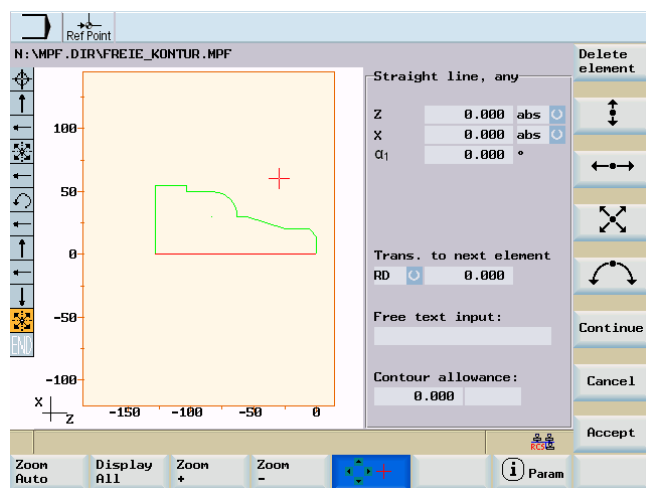 Ref Point
N:\MPF.DIR\FREIE_KONTUR.MPF
Delete element
Straight line, any
Z 0.000 abs
X 0.000 abs
α1 0.000 °
100
50
0
-50
-100
-150 -100 -50 0
X
Z
END
Trans. to next element
RD 0.000
Free text input:
Contour allowance:
0.000
Continue
Cancel
Accept
RCS
Zoom Auto
Display All
Zoom +
Zoom -
i Param